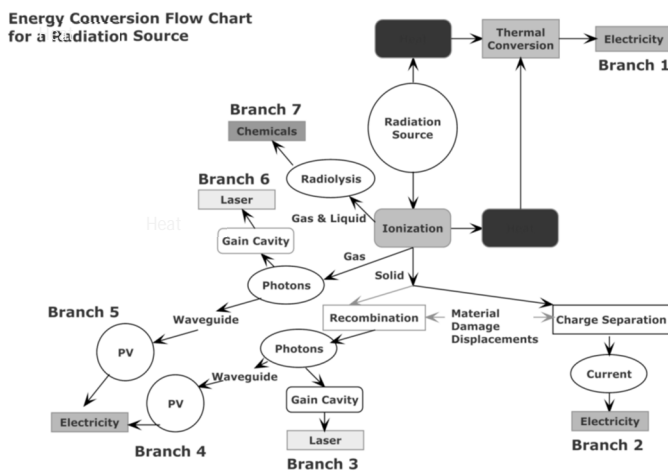 Energy Conversion Flow Chart
for a Radiation Source
Thermal
Conversion
Electricity
Branch 1
Radiation
Source
Branch 7
Chemicals
Radiolysis
Branch 6
Laser
Gas & Liquid
Heat
Ionization
Gain Cavity
Gas
Solid
Photons
Branch 5
Waveguide
Recombination
Material
Damage
Displacements
Charge Separation
PV
Photons
Waveguide
Current
PV
Gain Cavity
Electricity
Electricity
Branch 4
Laser
Branch 2
Branch 3